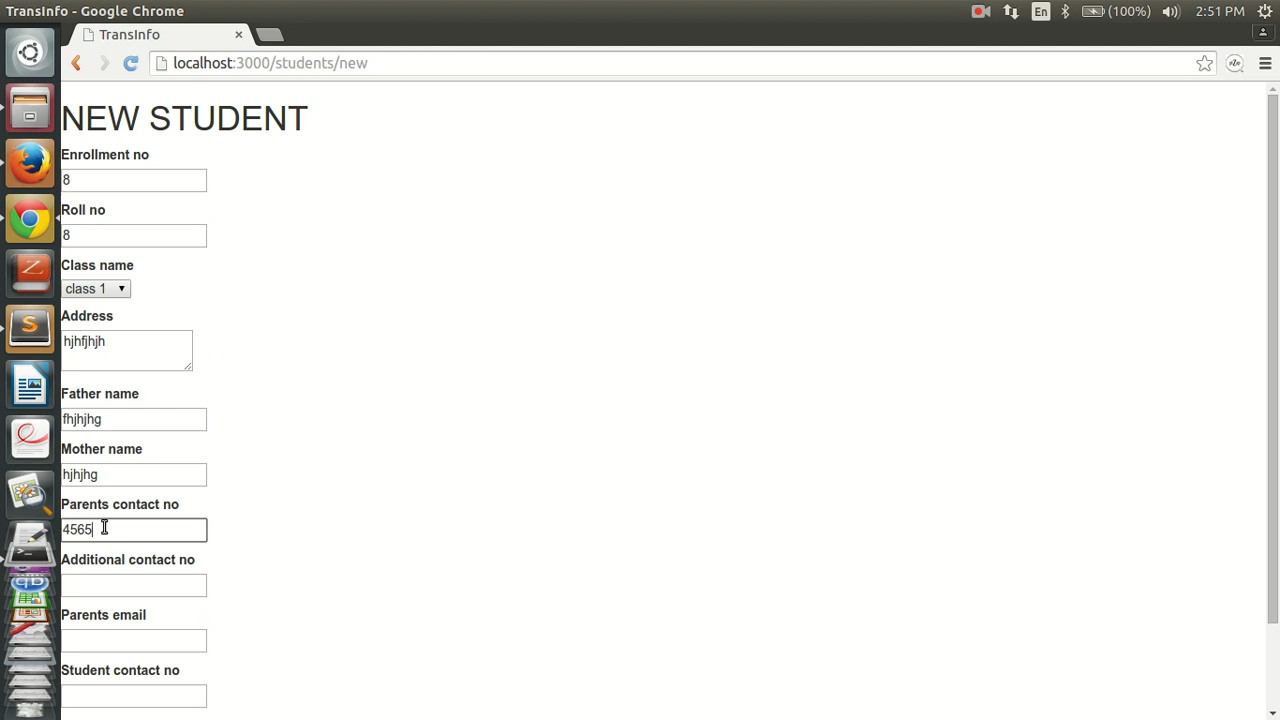 TransInfo - Google Chrome
En
(100%)
2:51 PM
TransInfo
localhost:3000/students/new
NEW STUDENT
Enrollment no
8
Roll no
8
Class name
class 1
Address
hjhfjhjh
Father name
fhjhjhg
Mother name
hjhjhg
Parents contact no
4565
Additional contact no
Parents email
Student contact no